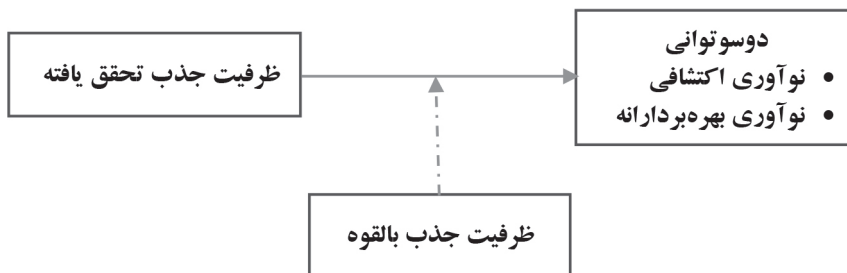 دوسوتوانی
• نوآوری اکتشافی
• نوآوری بهره‌بردارانه
ظرفیت جذب تحقق یافته
ظرفیت جذب بالقوه